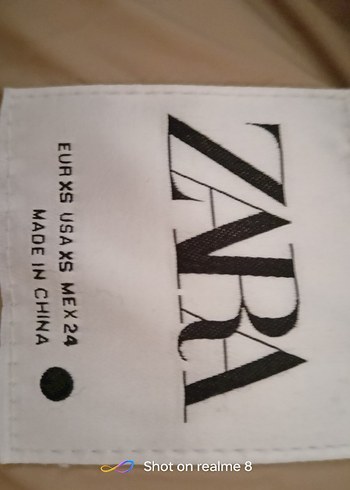 ZARA
EUR XS USA XS MEX 24
MADE IN CHINA
Shot on realme 8